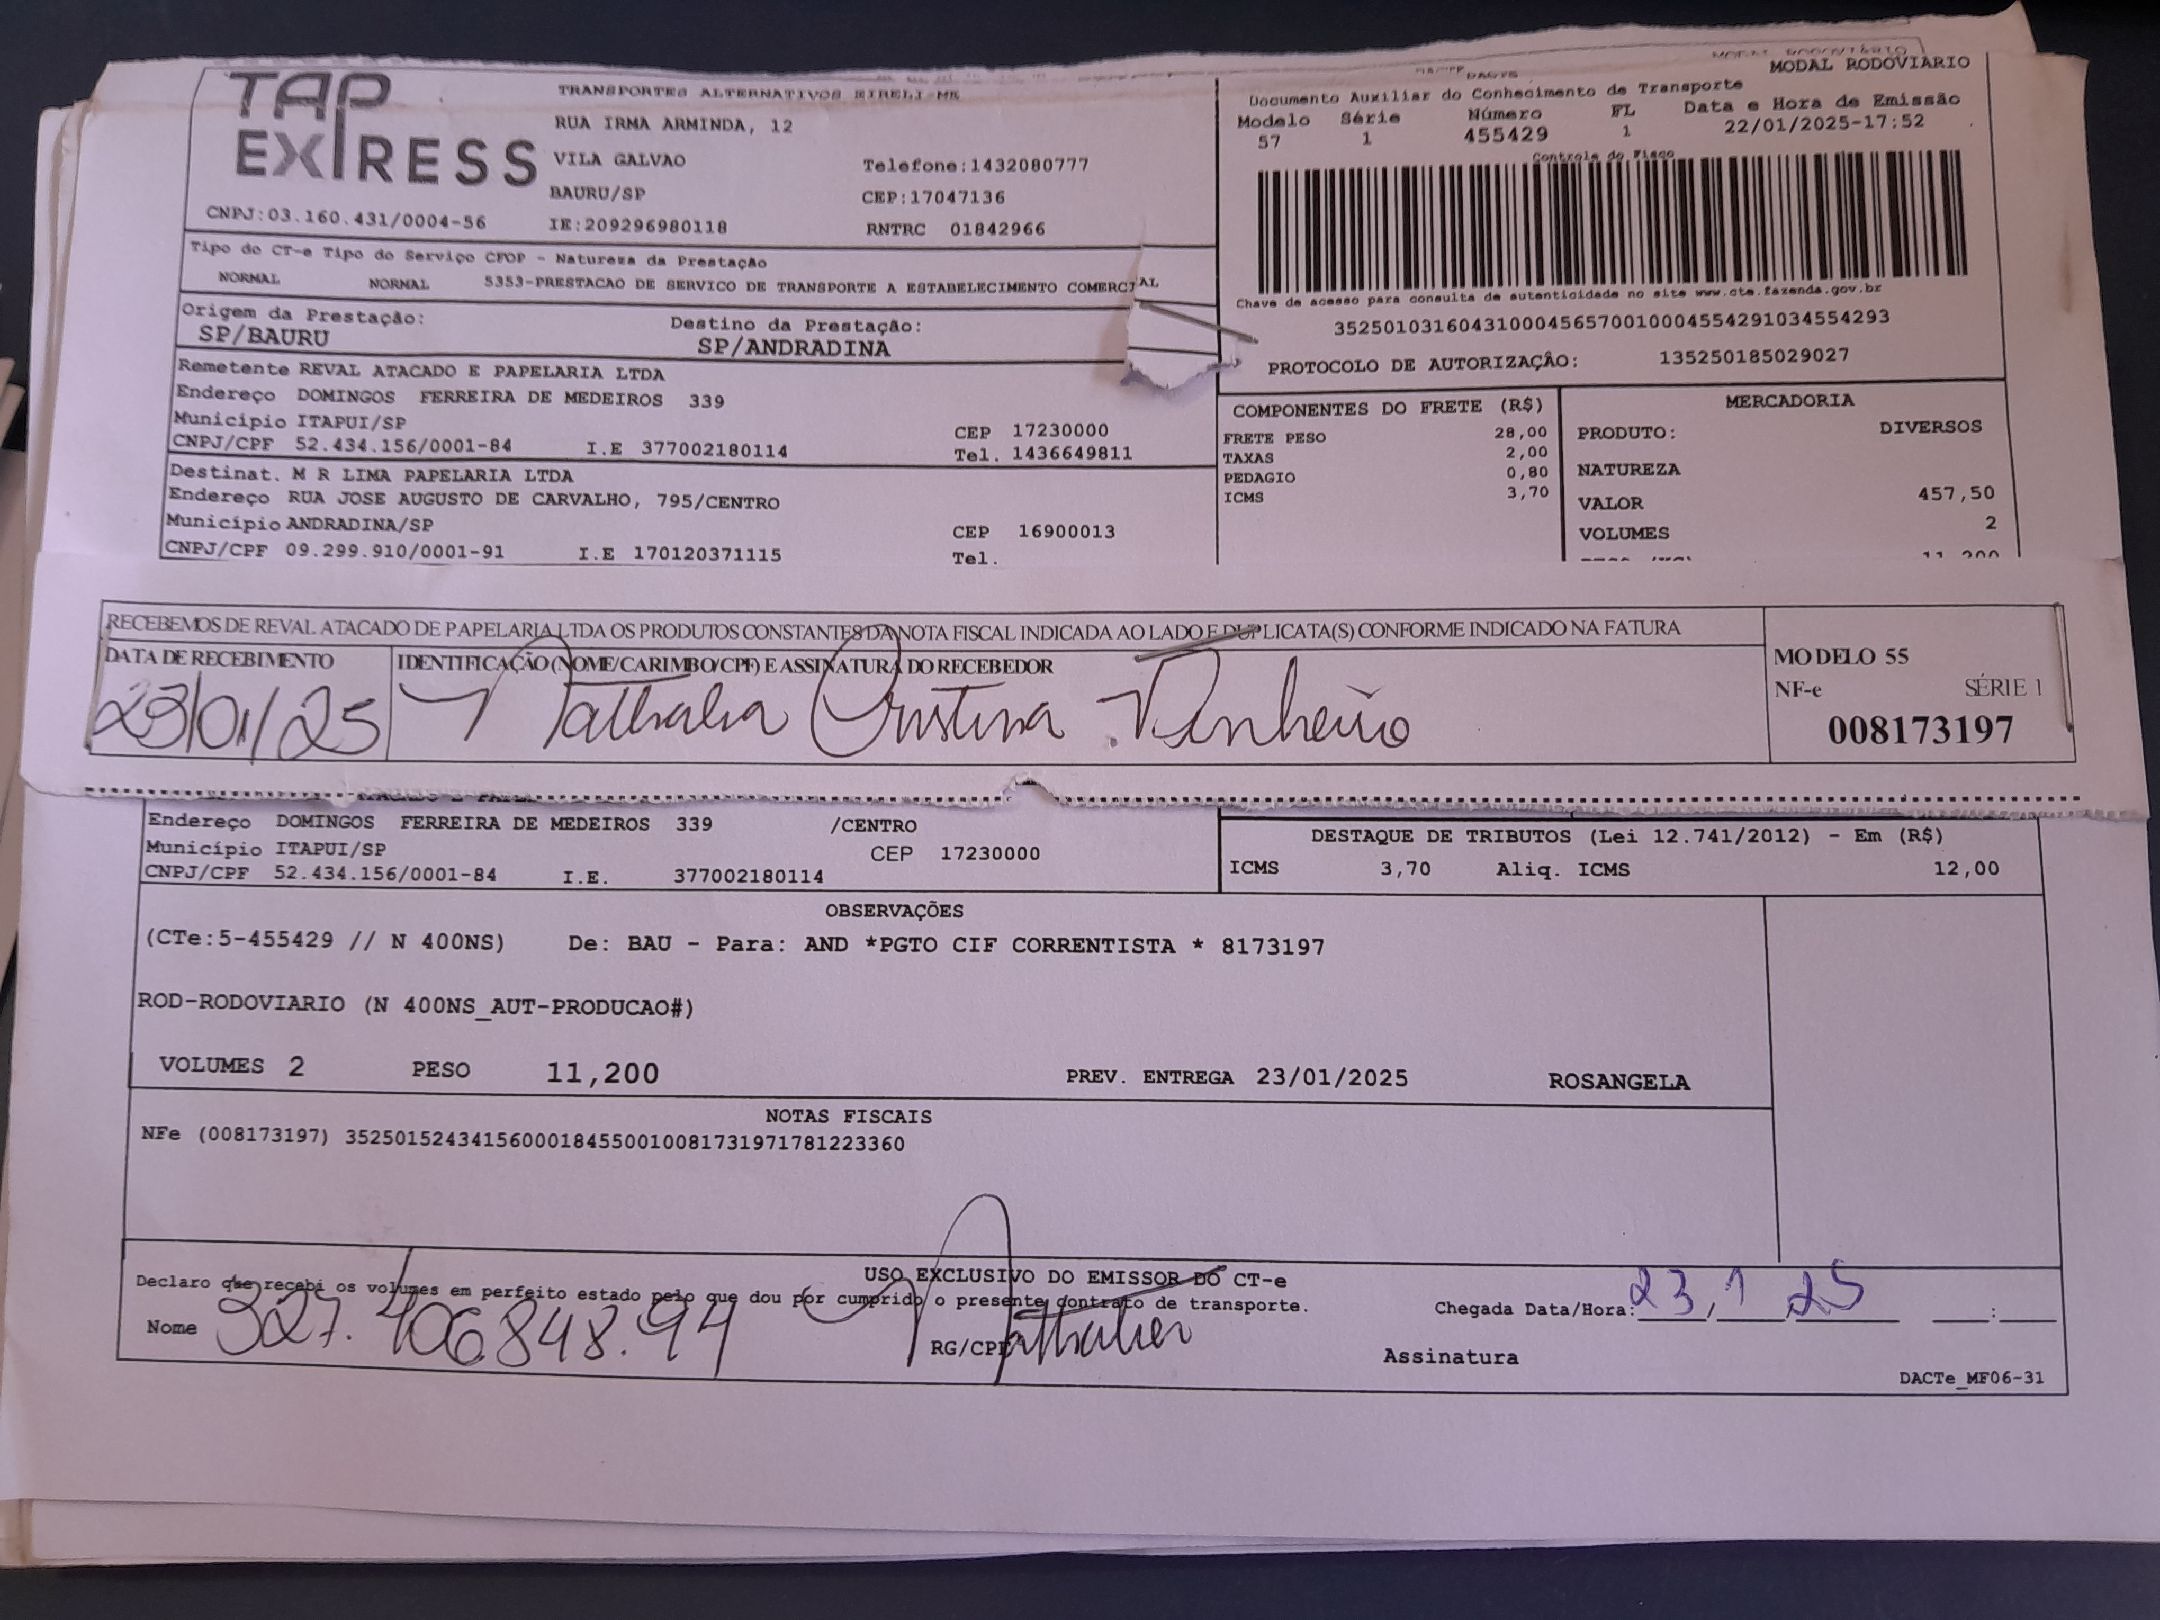 MODAL RODOVIÁRIO
TAP EXPRESS
TRANSPORTES ALTERNATIVOS EIRELI-ME
RUA IRMA ARMINDA, 12
VILA GALVAO Telefone:1432080777
BAURU/SP CEP:17047136
CNPJ:03.160.431/0004-56 IE:209296980118 RNTRC 01842966
Documento Auxiliar do Conhecimento de Transporte
Modelo Série Número FL Data e Hora de Emissão
57 1 455429 1 22/01/2025-17:52
Controle do Fisco
Chave de acesso para consulta de autenticidade no site www.cte.fazenda.gov.br
35250103160431000456570010004554291034554293
PROTOCOLO DE AUTORIZAÇÃO: 135250185029027
Tipo do CT-e Tipo do Serviço CFOP - Natureza da Prestação
NORMAL NORMAL 5353-PRESTACAO DE SERVICO DE TRANSPORTE A ESTABELECIMENTO COMERCIAL
Origem da Prestação: Destino da Prestação:
SP/BAURU SP/ANDRADINA
Remetente REVAL ATACADO E PAPELARIA LTDA
Endereço DOMINGOS FERREIRA DE MEDEIROS 339
Município ITAPUI/SP CEP 17230000
CNPJ/CPF 52.434.156/0001-84 I.E 377002180114 Tel. 1436649811
Destinat. M R LIMA PAPELARIA LTDA
Endereço RUA JOSE AUGUSTO DE CARVALHO, 795/CENTRO
Município ANDRADINA/SP CEP 16900013
CNPJ/CPF 09.299.910/0001-91 I.E 170120371115 Tel.
COMPONENTES DO FRETE (R$)
FRETE PESO 28,00
TAXAS 2,00
PEDAGIO 0,80
ICMS 3,70
MERCADORIA
PRODUTO: DIVERSOS
NATUREZA
VALOR 457,50
VOLUMES 2
11,200
RECEBEMOS DE REVAL ATACADO DE PAPELARIA LTDA OS PRODUTOS CONSTANTES DA NOTA FISCAL INDICADA AO LADO E DUPLICATA(S) CONFORME INDICADO NA FATURA
DATA DE RECEBIMENTO IDENTIFICAÇÃO (NOME/CARIMBO/CPF) E ASSINATURA DO RECEBEDOR
23/01/25 Nathalia Cristina Pinheiro
MODELO 55
NF-e SÉRIE 1
008173197
Endereço DOMINGOS FERREIRA DE MEDEIROS 339 /CENTRO
Município ITAPUI/SP CEP 17230000
CNPJ/CPF 52.434.156/0001-84 I.E. 377002180114
DESTAQUE DE TRIBUTOS (Lei 12.741/2012) - Em (R$)
ICMS 3,70 Aliq. ICMS 12,00
OBSERVAÇÕES
(CTe:5-455429 // N 400NS) De: BAU - Para: AND *PGTO CIF CORRENTISTA * 8173197
ROD-RODOVIARIO (N 400NS_AUT-PRODUCAO#)
VOLUMES 2 PESO 11,200 PREV. ENTREGA 23/01/2025 ROSANGELA
NOTAS FISCAIS
NFe (008173197) 35250152434156000184550010081731971781223360
USO EXCLUSIVO DO EMISSOR DO CT-e
Declaro que recebi os volumes em perfeito estado pelo que dou por cumprido o presente contrato de transporte.
Chegada Data/Hora: 23/1/25 :
Nome 327.406848.94 RG/CPF Nathalia Assinatura
DACTe_MF06-31